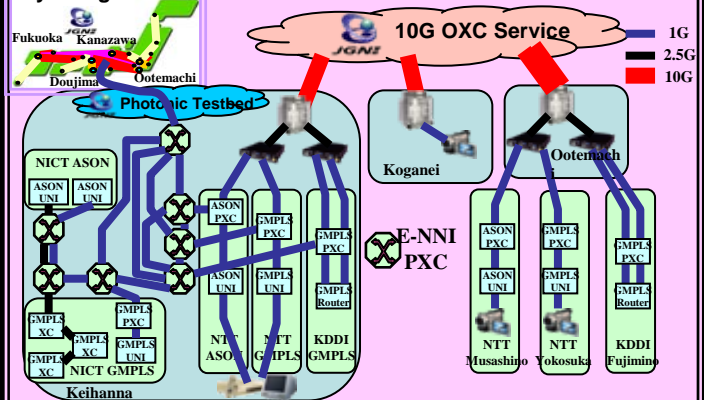 JGN2
Fukuoka
Kanazawa
Doujima
Ootemachi
JGN2
10G OXC Service
1G
2.5G
10G
Photonic Testbed
NICT ASON
ASON
UNI
ASON
UNI
Koganei
Ootemach
i
ASON
PXC
GMPLS
PXC
GMPLS
PXC
ASON
UNI
GMPLS
UNI
GMPLS
Router
E-NNI
PXC
ASON
PXC
GMPLS
PXC
GMPLS
PXC
ASON
UNI
GMPLS
UNI
GMPLS
Router
GMPLS
XC
GMPLS
XC
GMPLS
XC
GMPLS
PXC
GMPLS
UNI
NICT GMPLS
NTT
ASON
NTT
GMPLS
KDDI
GMPLS
NTT
Musashino
NTT
Yokosuka
KDDI
Fujimino
Keihanna